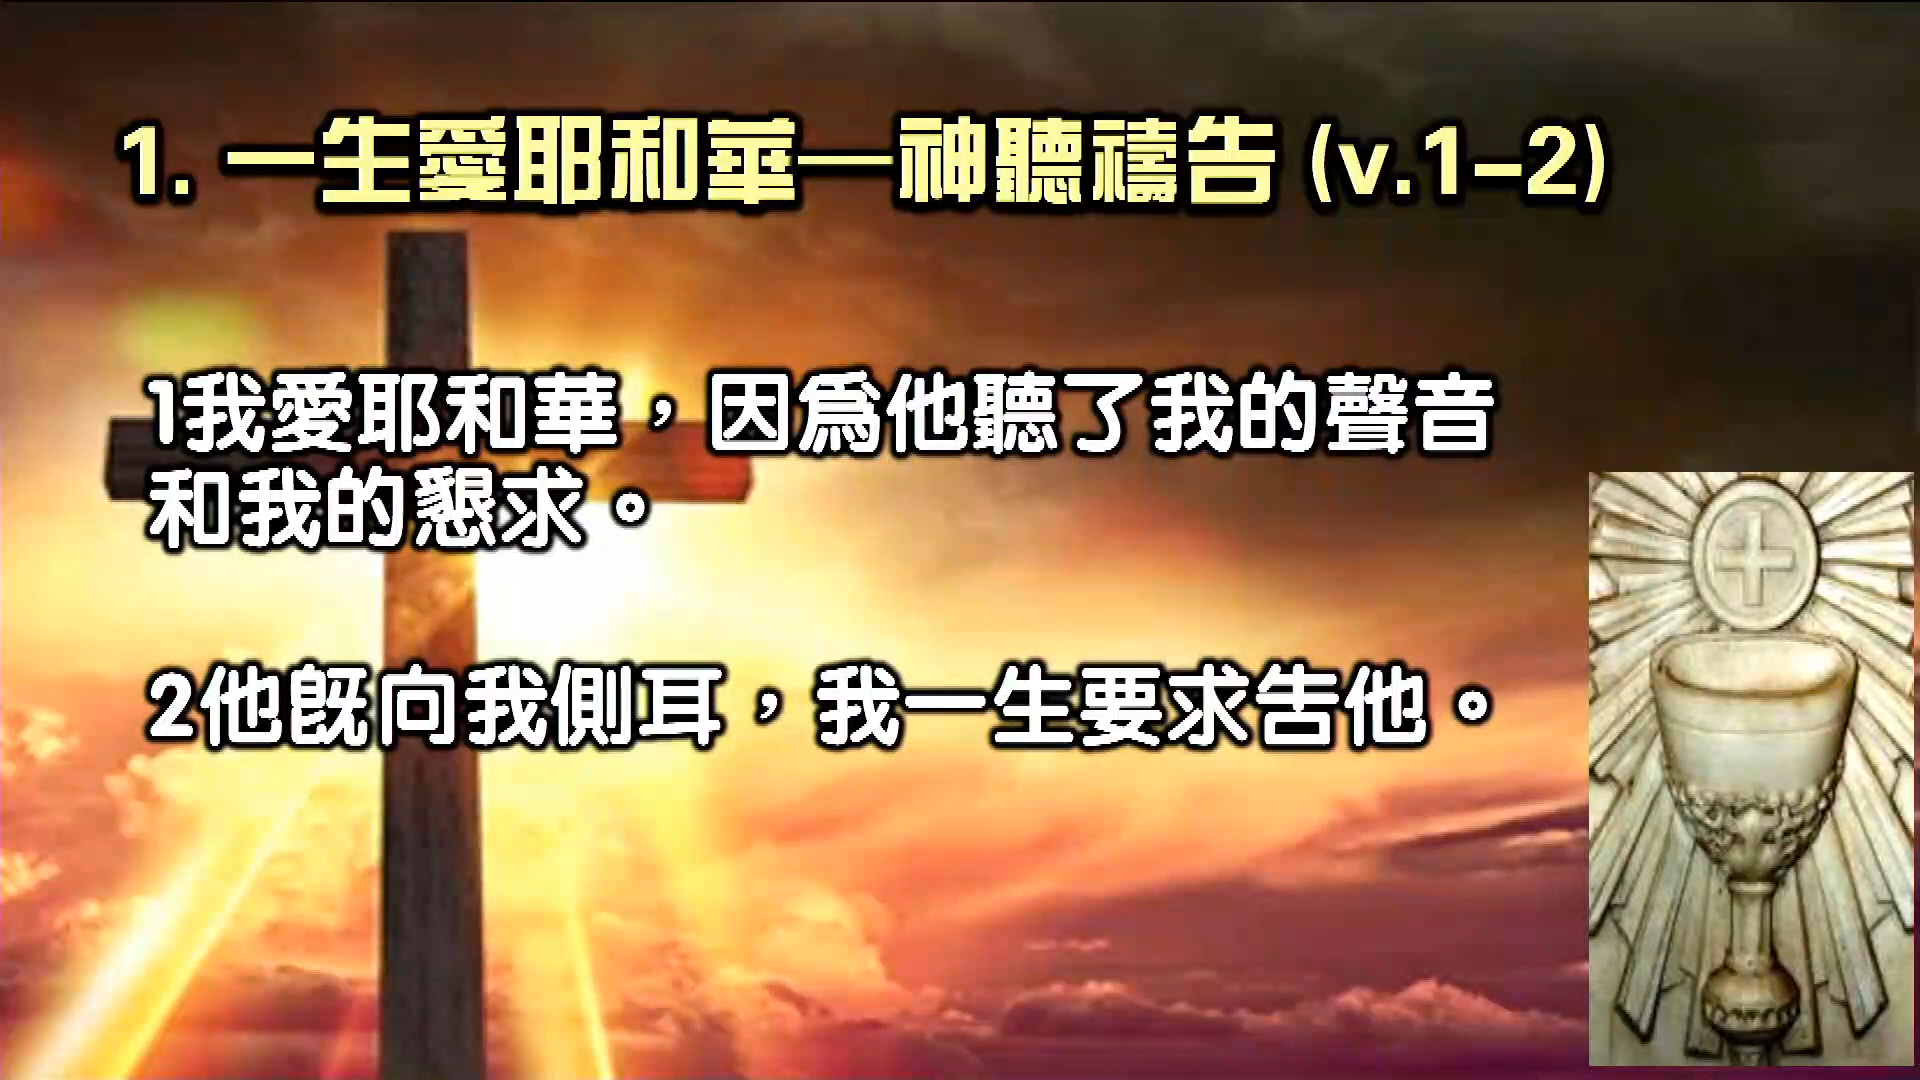 1. 一生愛耶和華—神聽禱告 (v.1-2)
1我愛耶和華，因為他聽了我的聲音
和我的懇求。
2他既向我側耳，我一生要求告他。